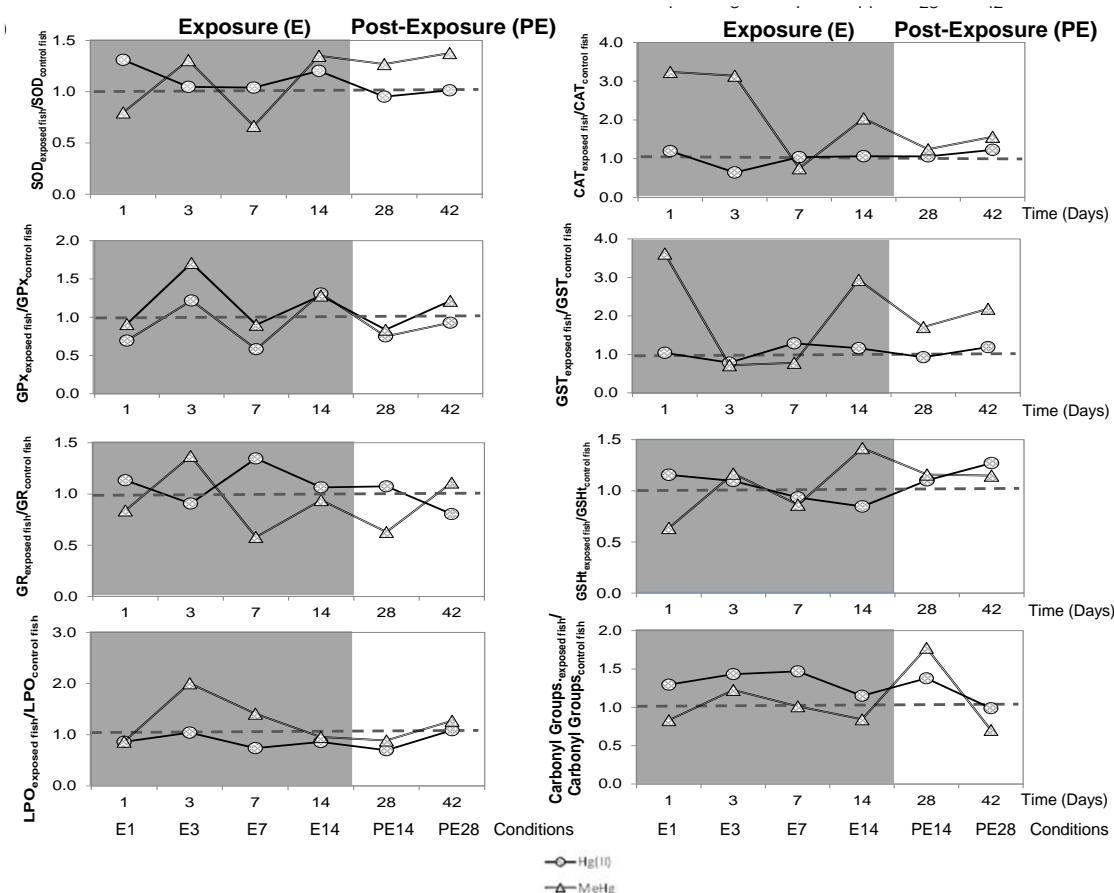 Exposure (E) Post-Exposure (PE)
SODexposed fish/SODcontrol fish
1.5
1.0
0.5
0.0
1 3 7 14 28 42
GPxexposed fish/GPxcontrol fish
2.0
1.5
1.0
0.5
0.0
1 3 7 14 28 42
GRexposed fish/GRcontrol fish
1.5
1.0
0.5
0.0
1 3 7 14 28 42
LPOexposed fish/LPOcontrol fish
3.0
2.0
1.0
0.0
1 3 7 14 28 42
E1 E3 E7 E14 PE14 PE28 Conditions
Exposure (E) Post-Exposure (PE)
CATexposed fish/CATcontrol fish
4.0
3.0
2.0
1.0
0.0
1 3 7 14 28 42 Time (Days)
GSTexposed fish/GSTcontrol fish
4.0
3.0
2.0
1.0
0.0
1 3 7 14 28 42 Time (Days)
GSHtexposed fish/GSHtcontrol fish
1.5
1.0
0.5
0.0
1 3 7 14 28 42 Time (Days)
Carbonyl Groups.exposed fish/
Carbonyl Groupscontrol fish
2.0
1.5
1.0
0.5
0.0
1 3 7 14 28 42 Time (Days)
E1 E3 E7 E14 PE14 PE28 Conditions
Hg(II)
MeHg